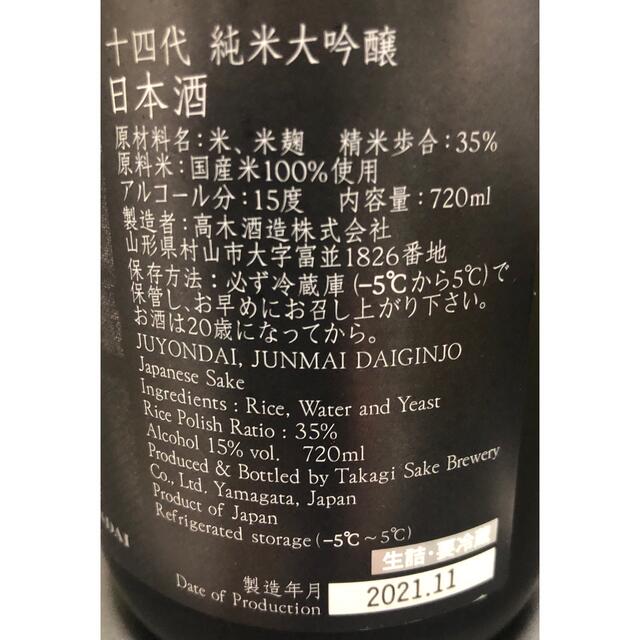 十四代 純米大吟醸
日本酒
原材料名:米、米麹 精米歩合:35%
原料米:国産米100%使用
アルコール分:15度 内容量:720ml
製造者:高木酒造株式会社
山形県村山市大字富並1826番地
保存方法:必ず冷蔵庫(-5℃から5℃)で
保管し、お早めにお召し上がり下さい。
お酒は20歳になってから。
JUYONDAI, JUNMAI DAIGINJO
Japanese Sake
Ingredients : Rice, Water and Yeast
Rice Polish Ratio : 35%
Alcohol 15% vol. 720ml
Produced & Bottled by Takagi Sake Brewery
Co., Ltd. Yamagata, Japan
Product of Japan
Refrigerated storage (-5℃~5℃)
生詰・要冷蔵
製造年月
Date of Production 2021.11